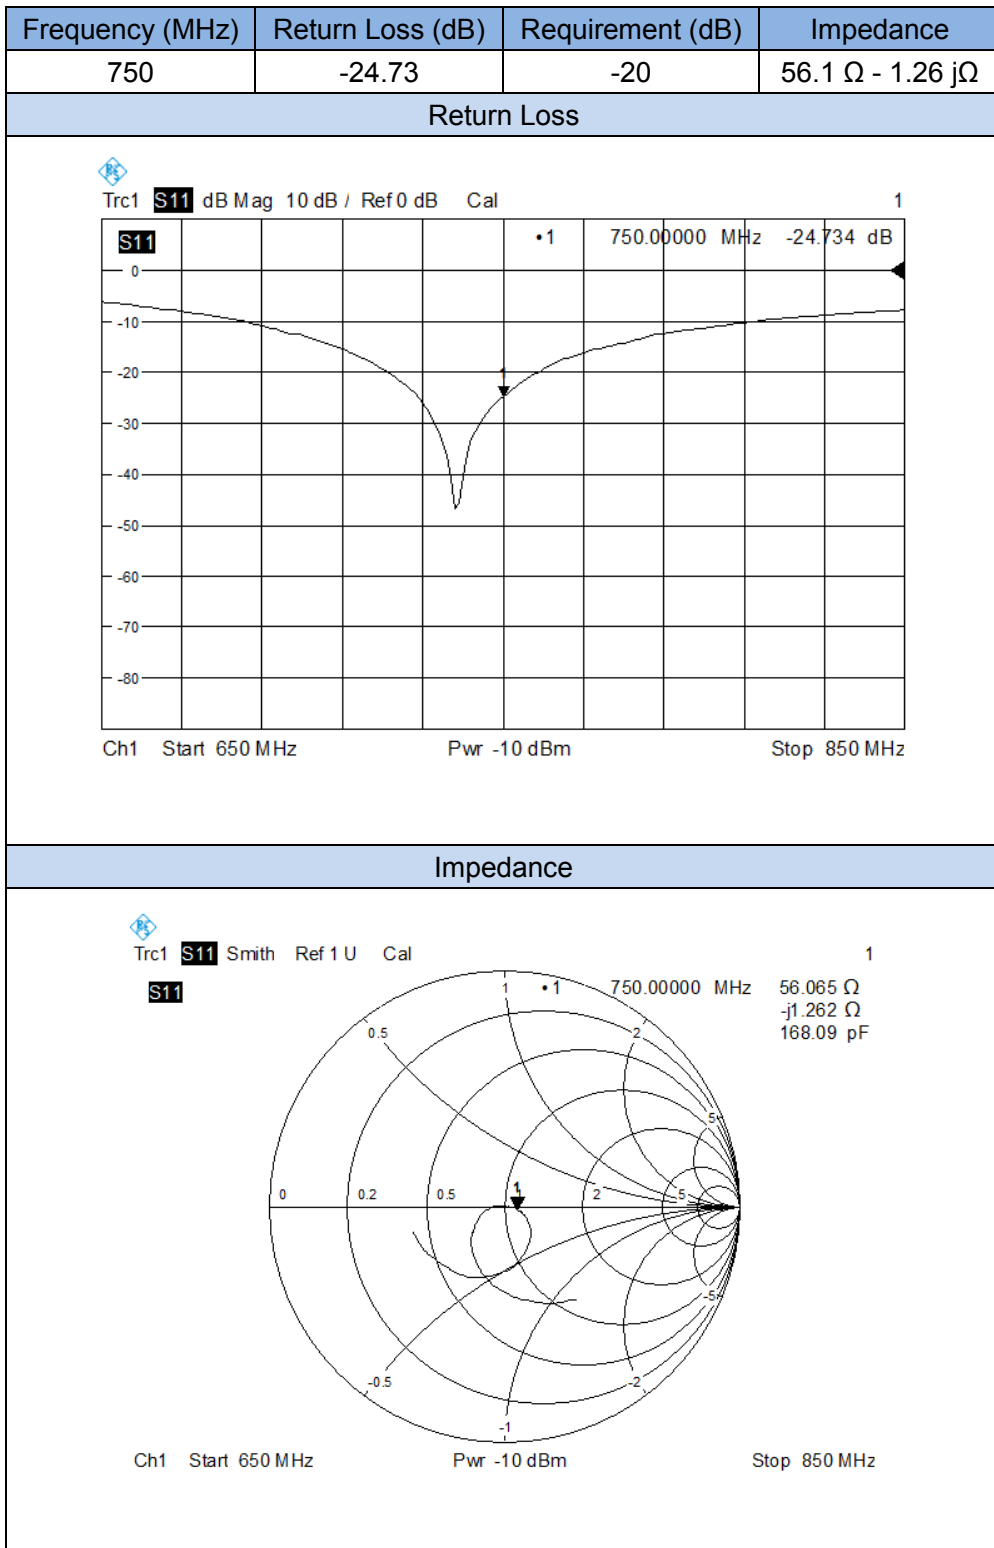 Frequency (MHz) Return Loss (dB) Requirement (dB) Impedance
750 -24.73 -20 56.1 Ω - 1.26 jΩ
Return Loss
Trc1 S11 dB Mag 10 dB / Ref 0 dB Cal 1
S11 •1 750.00000 MHz -24.734 dB
0
-10
-20
1
-30
-40
-50
-60
-70
-80
Ch1 Start 650 MHz Pwr -10 dBm Stop 850 MHz
Impedance
Trc1 S11 Smith Ref 1 U Cal 1
S11 1 •1 750.00000 MHz 56.065 Ω
-j1.262 Ω
0.5 2 168.09 pF
5
0 0.2 0.5 1 2 5
-5
-0.5 -2
-1
Ch1 Start 650 MHz Pwr -10 dBm Stop 850 MHz